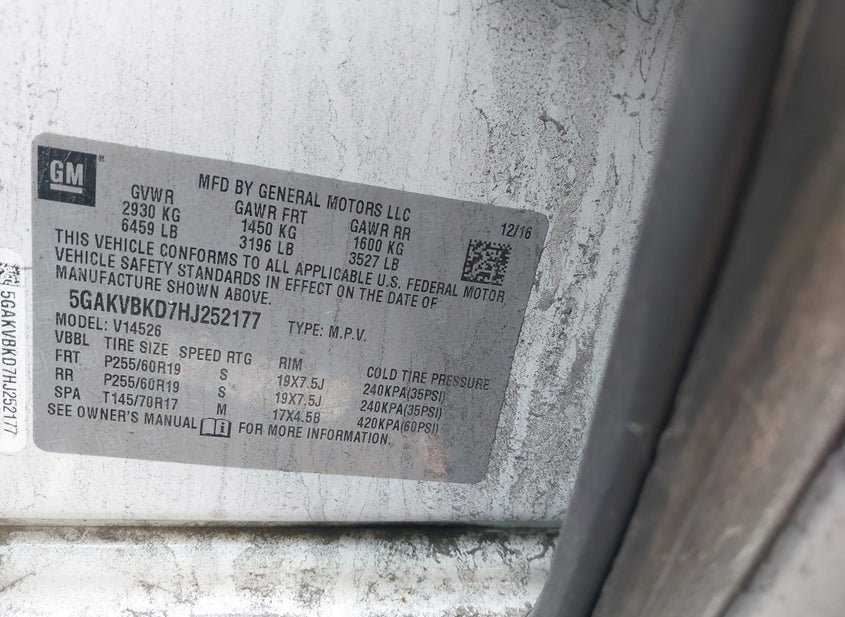 GM
MFD BY GENERAL MOTORS LLC
12/16
GVWR GAWR FRT GAWR RR
2930 KG 1450 KG 1600 KG
6459 LB 3196 LB 3527 LB
THIS VEHICLE CONFORMS TO ALL APPLICABLE U.S. FEDERAL MOTOR
VEHICLE SAFETY STANDARDS IN EFFECT ON THE DATE OF
MANUFACTURE SHOWN ABOVE.
5GAKVBKD7HJ252177 TYPE: M.P.V.
MODEL: V14526
VBBL TIRE SIZE SPEED RTG RIM COLD TIRE PRESSURE
FRT P255/60R19 S 19X7.5J 240KPA(35PSI)
RR P255/60R19 S 19X7.5J 240KPA(35PSI)
SPA T145/70R17 M 17X4.5B 420KPA(60PSI)
SEE OWNER'S MANUAL FOR MORE INFORMATION.
5GAKVBKD7HJ252177